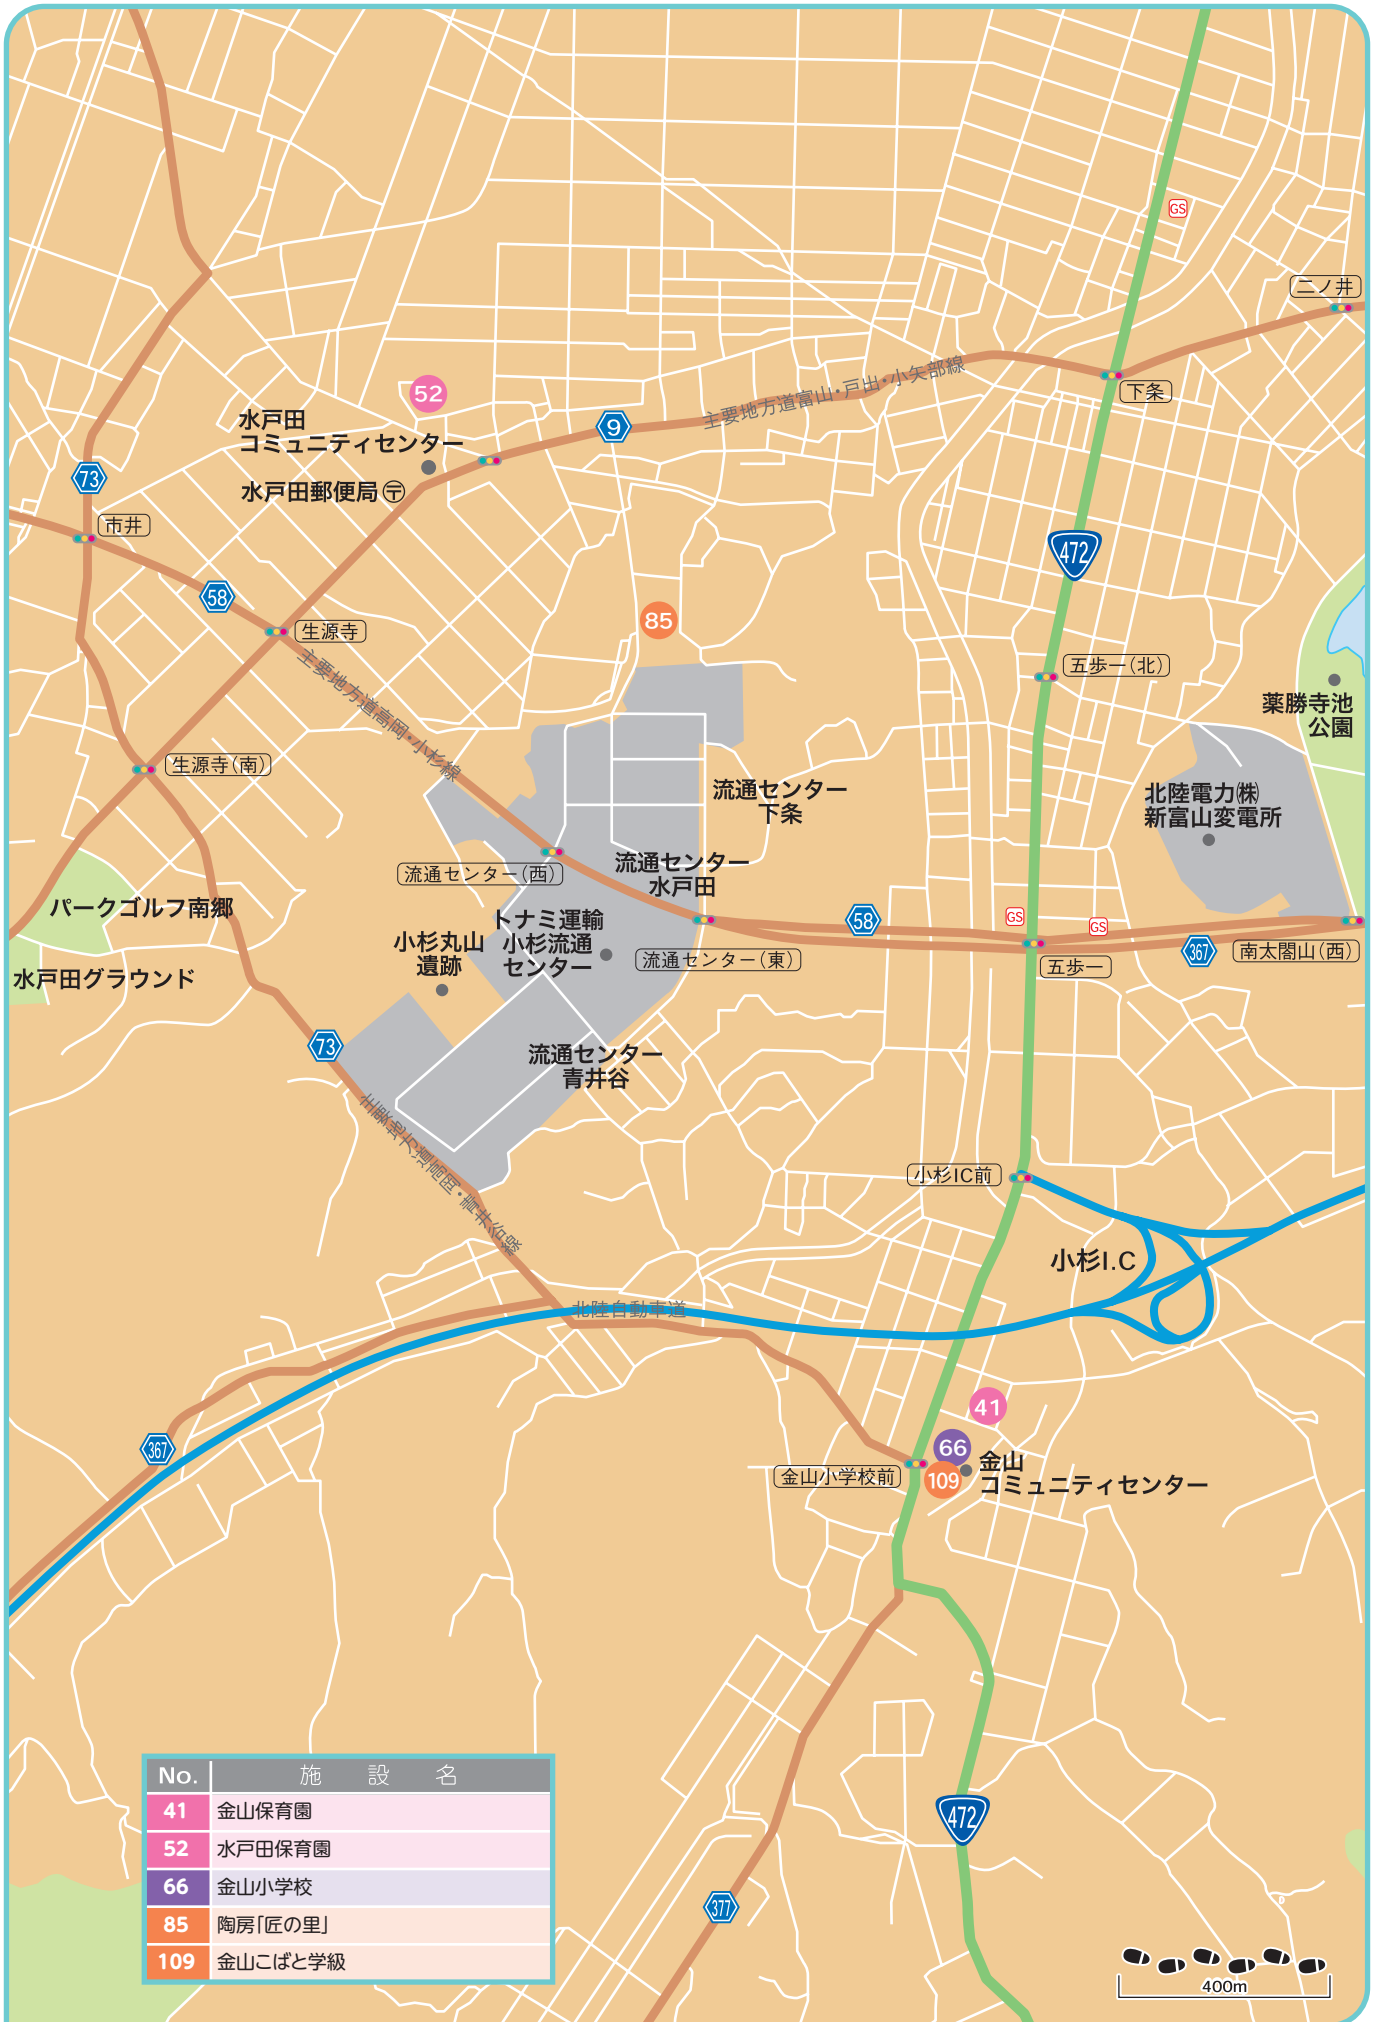 GS
二ノ井
下条
主要地方道富山・戸出・小矢部線
52
水戸田
コミュニティセンター
9
水戸田郵便局〒
73
市井
472
58
生源寺
85
五歩一(北)
主要地方道高岡・小杉線
薬勝寺池
公園
生源寺(南)
流通センター
下条
北陸電力㈱
新富山変電所
流通センター(西)
流通センター
水戸田
パークゴルフ南郷
トナミ運輸
小杉流通
センター
58
GS
GS
小杉丸山
遺跡
流通センター(東)
五歩一
367
南太閤山(西)
水戸田グラウンド
73
流通センター
青井谷
主要地方道高岡・青井谷線
小杉IC前
小杉I.C
北陸自動車道
41
367
66
金山
コミュニティセンター
金山小学校前
109
472
377
No. 施設名
41 金山保育園
52 水戸田保育園
66 金山小学校
85 陶房「匠の里」
109 金山こばと学級
400m